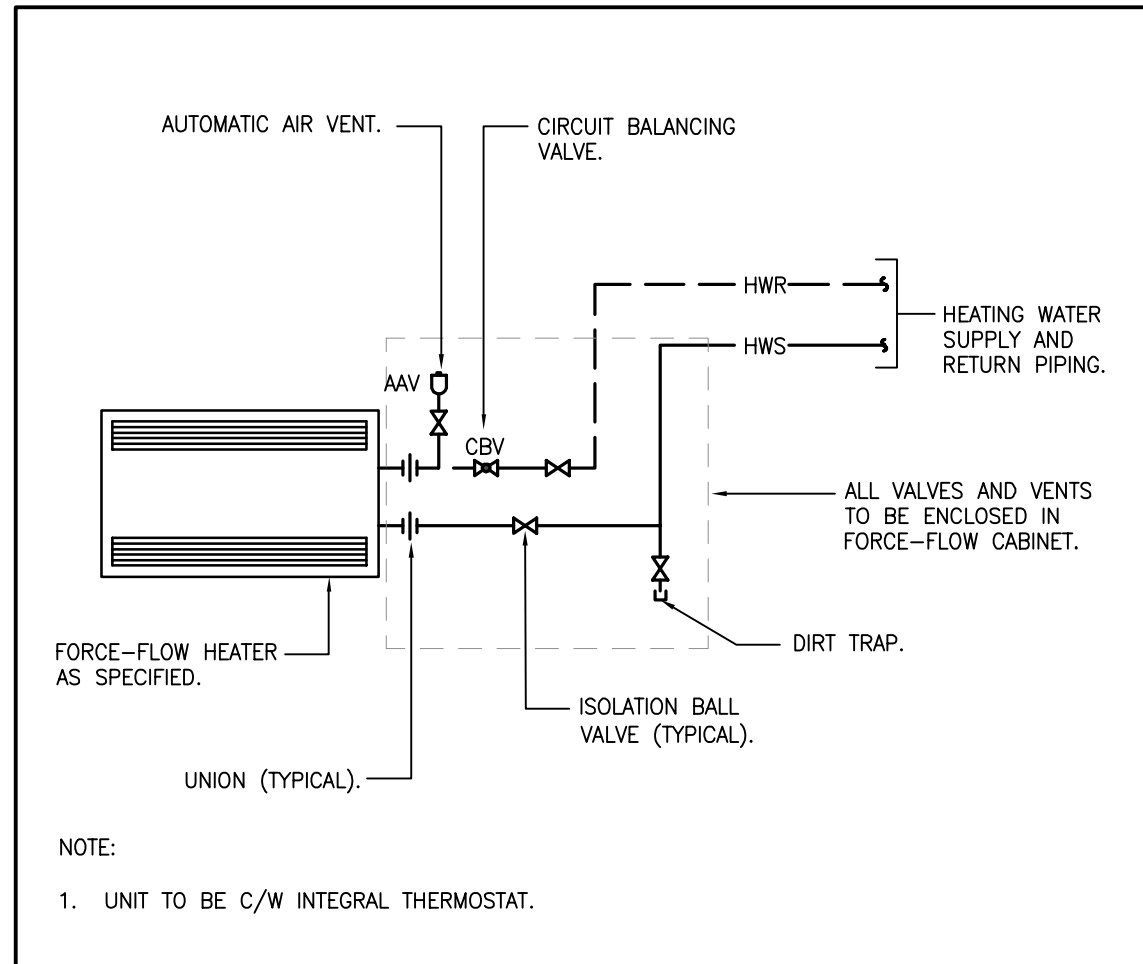 AUTOMATIC AIR VENT.
CIRCUIT BALANCING
VALVE.
HWR
HWS
HEATING WATER
SUPPLY AND
RETURN PIPING.
AAV
CBV
ALL VALVES AND VENTS
TO BE ENCLOSED IN
FORCE–FLOW CABINET.
FORCE–FLOW HEATER
AS SPECIFIED.
DIRT TRAP.
ISOLATION BALL
VALVE (TYPICAL).
UNION (TYPICAL).
NOTE:
1. UNIT TO BE C/W INTEGRAL THERMOSTAT.